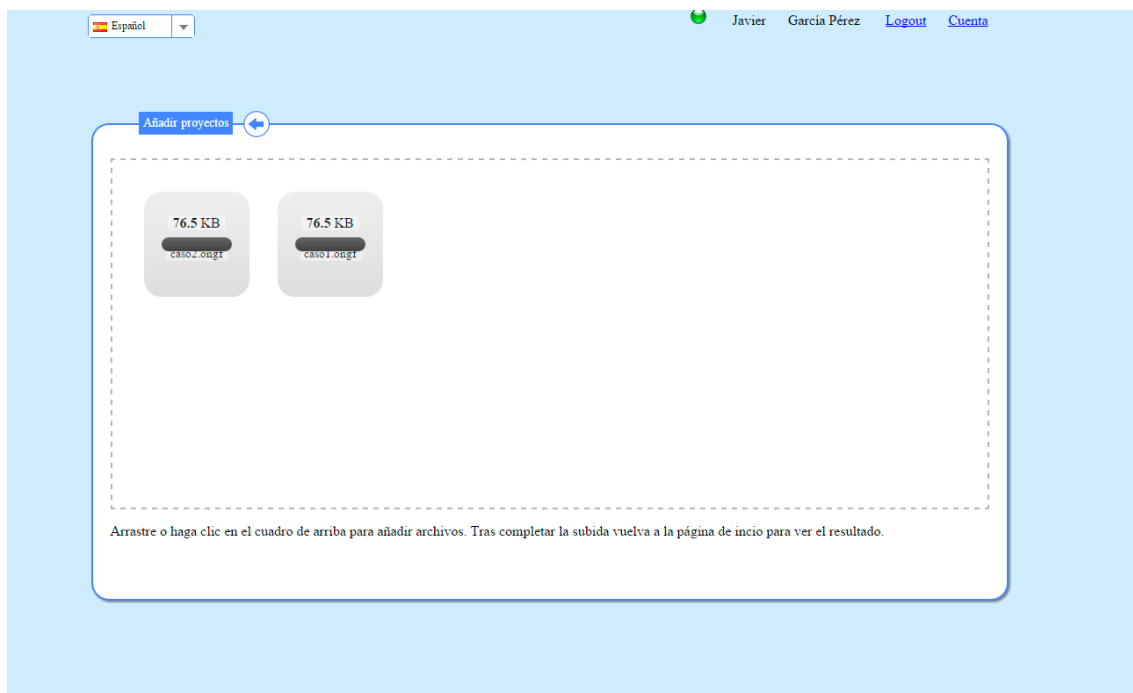 Español
Javier García Pérez Logout Cuenta
Añadir proyectos
76.5 KB 76.5 KB
caso2.ongf caso1.ongf
Arrastre o haga clic en el cuadro de arriba para añadir archivos. Tras completar la subida vuelva a la página de incio para ver el resultado.